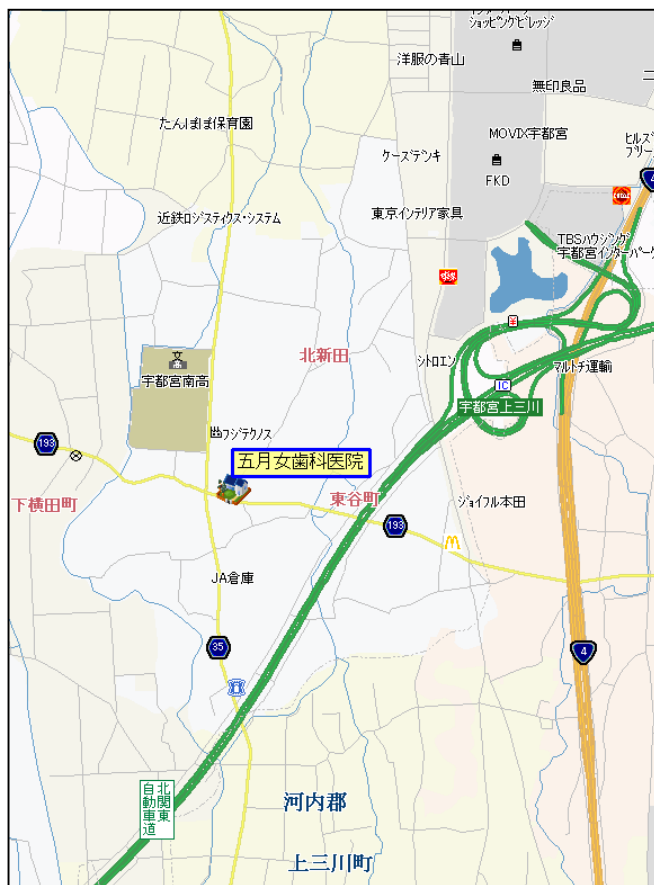 ショッピングビレッジ
洋服の青山
無印良品
たんぽぽ保育園
MOVIX宇都宮
ケーズデンキ
FKD
4
東京インテリア家具
近鉄ロジスティクス・システム
TBSハウジング
宇都宮インターパーク
北新田
シトロエン
マルトチ運輸
文
宇都宮南高
IC
宇都宮上三川
フジテクノス
193
五月女歯科医院
下横田町
東谷町
ジョイフル本田
193
JA倉庫
35
4
北関東
自動車道
河内郡
上三川町